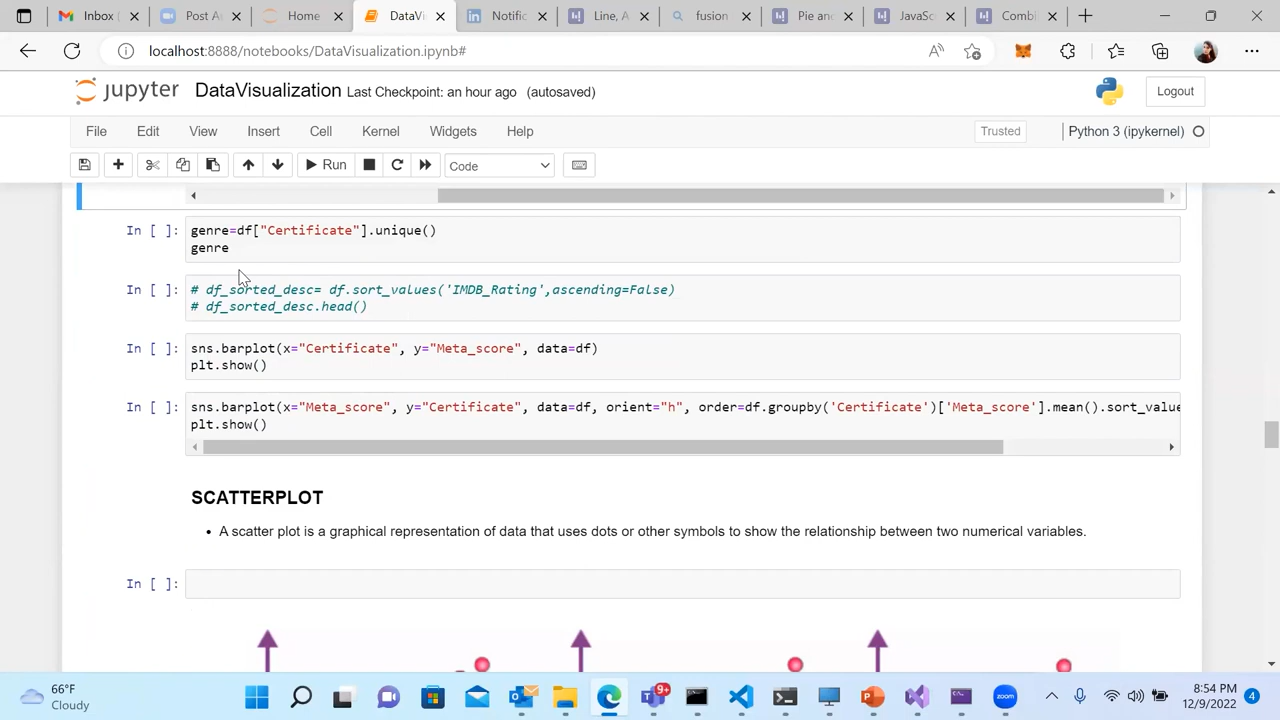 Inbox
Post A
Home
DataVi
Notific
Line, A
fusion
Pie and
JavaSc
Combi
localhost:8888/notebooks/DataVisualization.ipynb#
jupyter DataVisualization Last Checkpoint: an hour ago (autosaved)
Logout
File Edit View Insert Cell Kernel Widgets Help
Trusted
Python 3 (ipykernel)
Run
Code
In [ ]: genre=df["Certificate"].unique()
genre
In [ ]: # df_sorted_desc= df.sort_values('IMDB_Rating',ascending=False)
# df_sorted_desc.head()
In [ ]: sns.barplot(x="Certificate", y="Meta_score", data=df)
plt.show()
In [ ]: sns.barplot(x="Meta_score", y="Certificate", data=df, orient="h", order=df.groupby('Certificate')['Meta_score'].mean().sort_value
plt.show()
SCATTERPLOT
• A scatter plot is a graphical representation of data that uses dots or other symbols to show the relationship between two numerical variables.
In [ ]:
66°F
Cloudy
9+
zoom
8:54 PM
12/9/2022
4